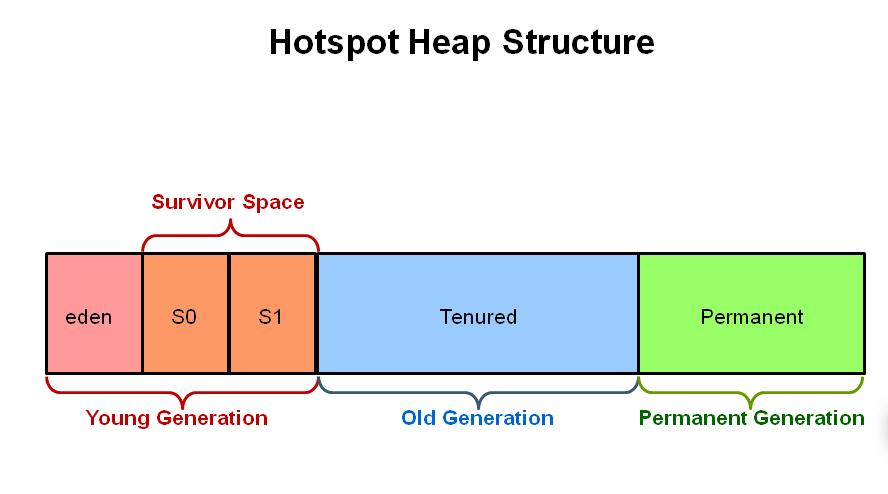 Hotspot Heap Structure
Survivor Space
eden S0 S1 Tenured Permanent
Young Generation Old Generation Permanent Generation